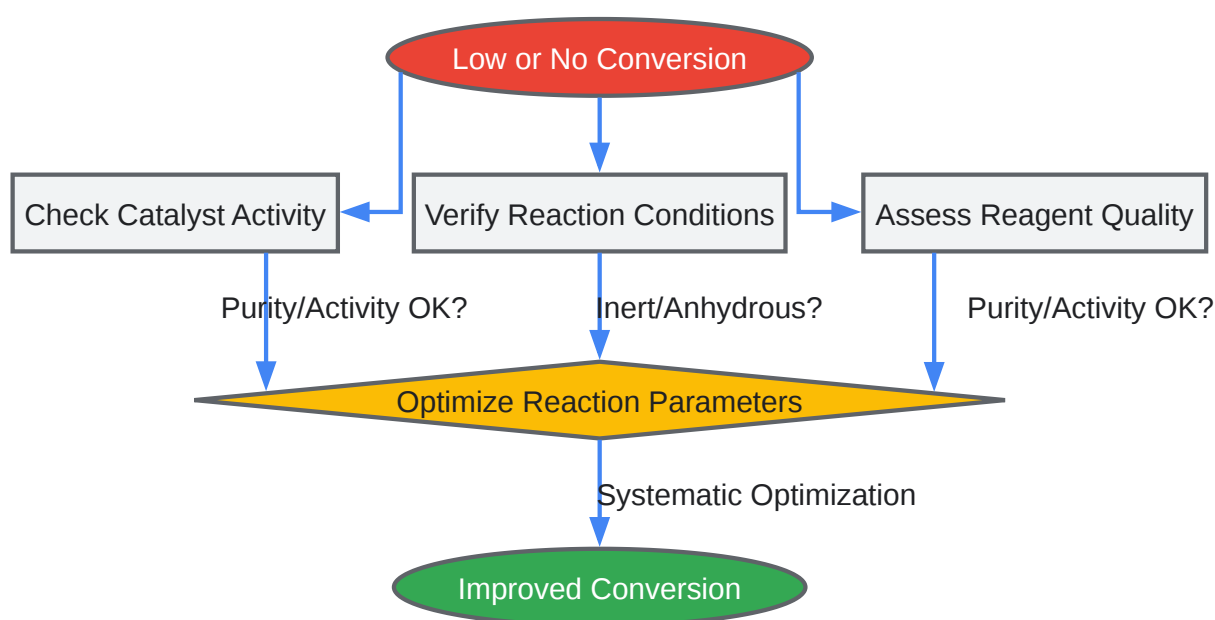 Low or No Conversion
Check Catalyst Activity
Verify Reaction Conditions
Assess Reagent Quality
Purity/Activity OK?
Inert/Anhydrous?
Purity/Activity OK?
Optimize Reaction Parameters
Systematic Optimization
Improved Conversion